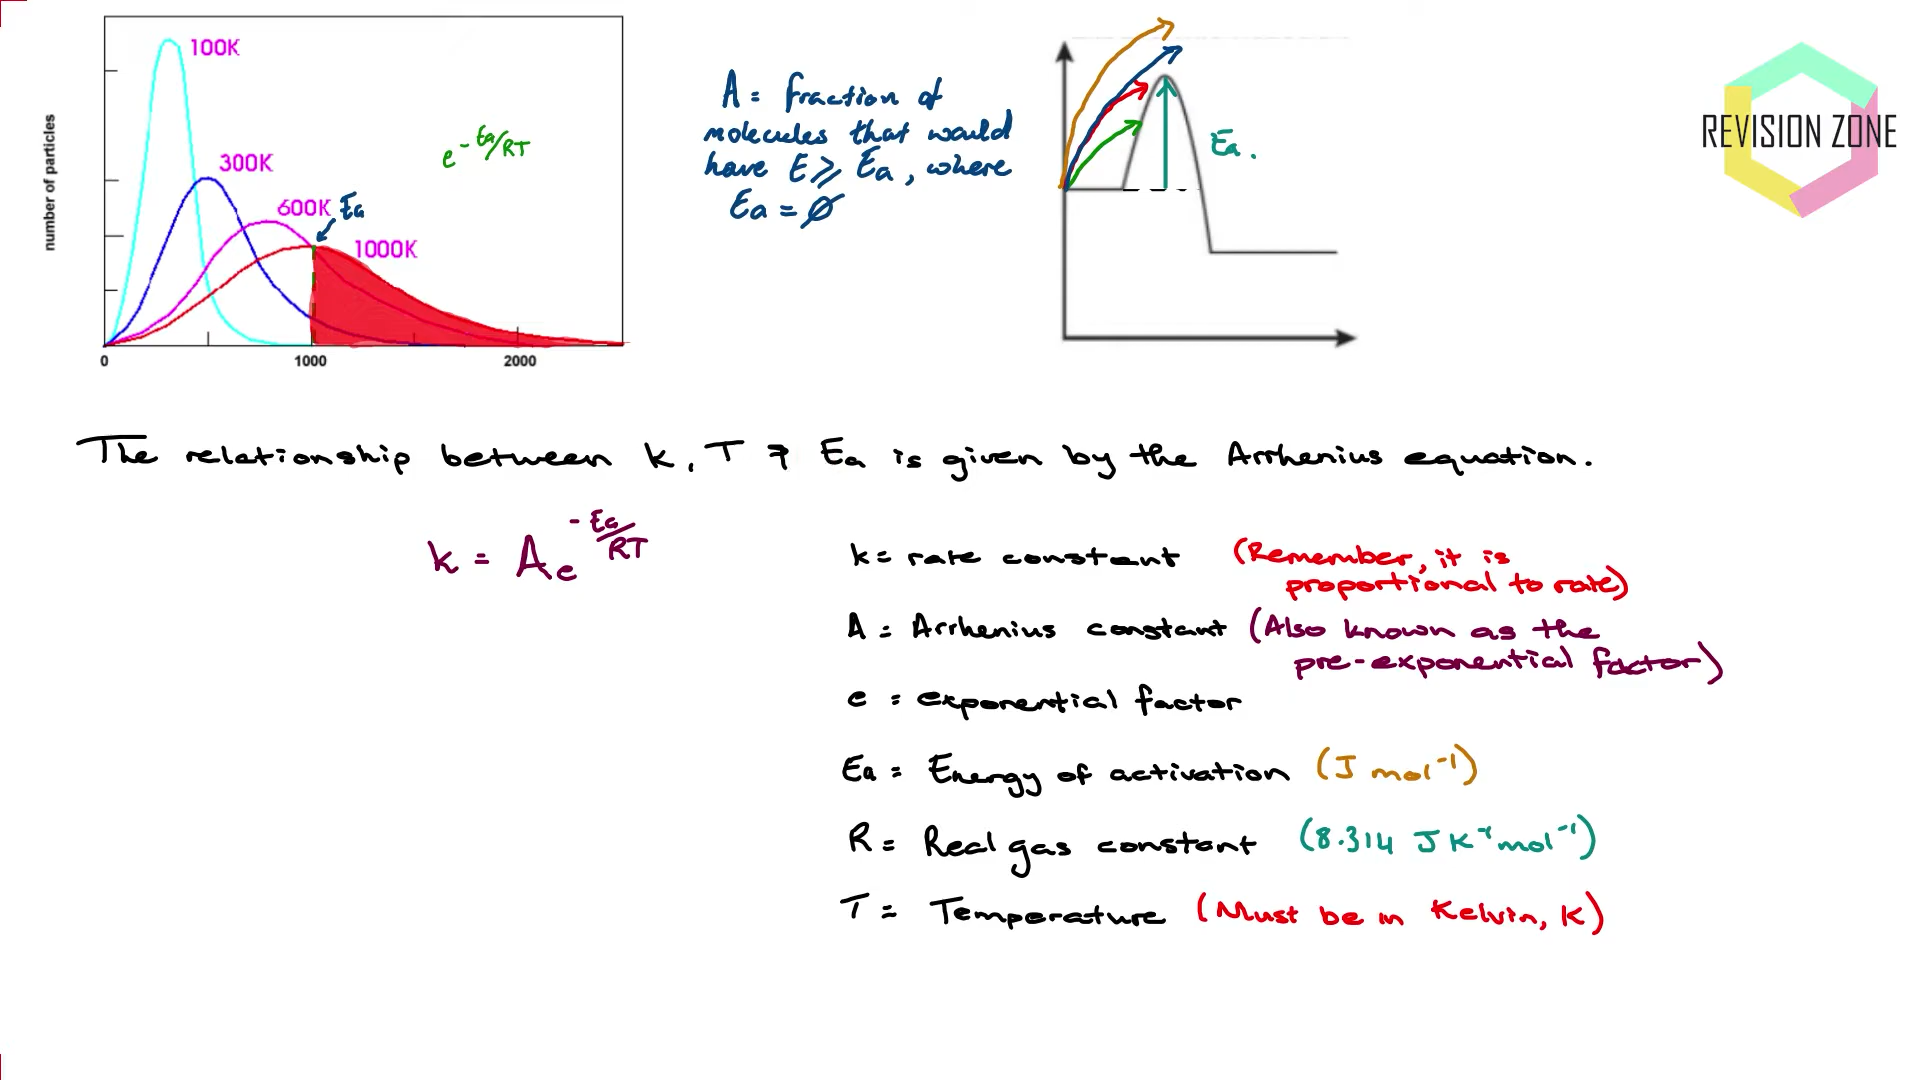 100K
300K
600K
Ea
1000K
number of particles
e^-Ea/RT
0
1000
2000
A = fraction of
molecules that would
have E ⩾ Ea, where
Ea = ∅
Ea.
REVISION ZONE
The relationship between k, T & Ea is given by the Arrhenius equation.
k = Ae^-Ea/RT
k = rate constant (Remember, it is
proportional to rate)
A = Arrhenius constant (Also known as the
pre-exponential factor)
e = exponential factor
Ea = Energy of activation (J mol⁻¹)
R = Real gas constant (8.314 J K⁻¹ mol⁻¹)
T = Temperature (Must be in Kelvin, K)